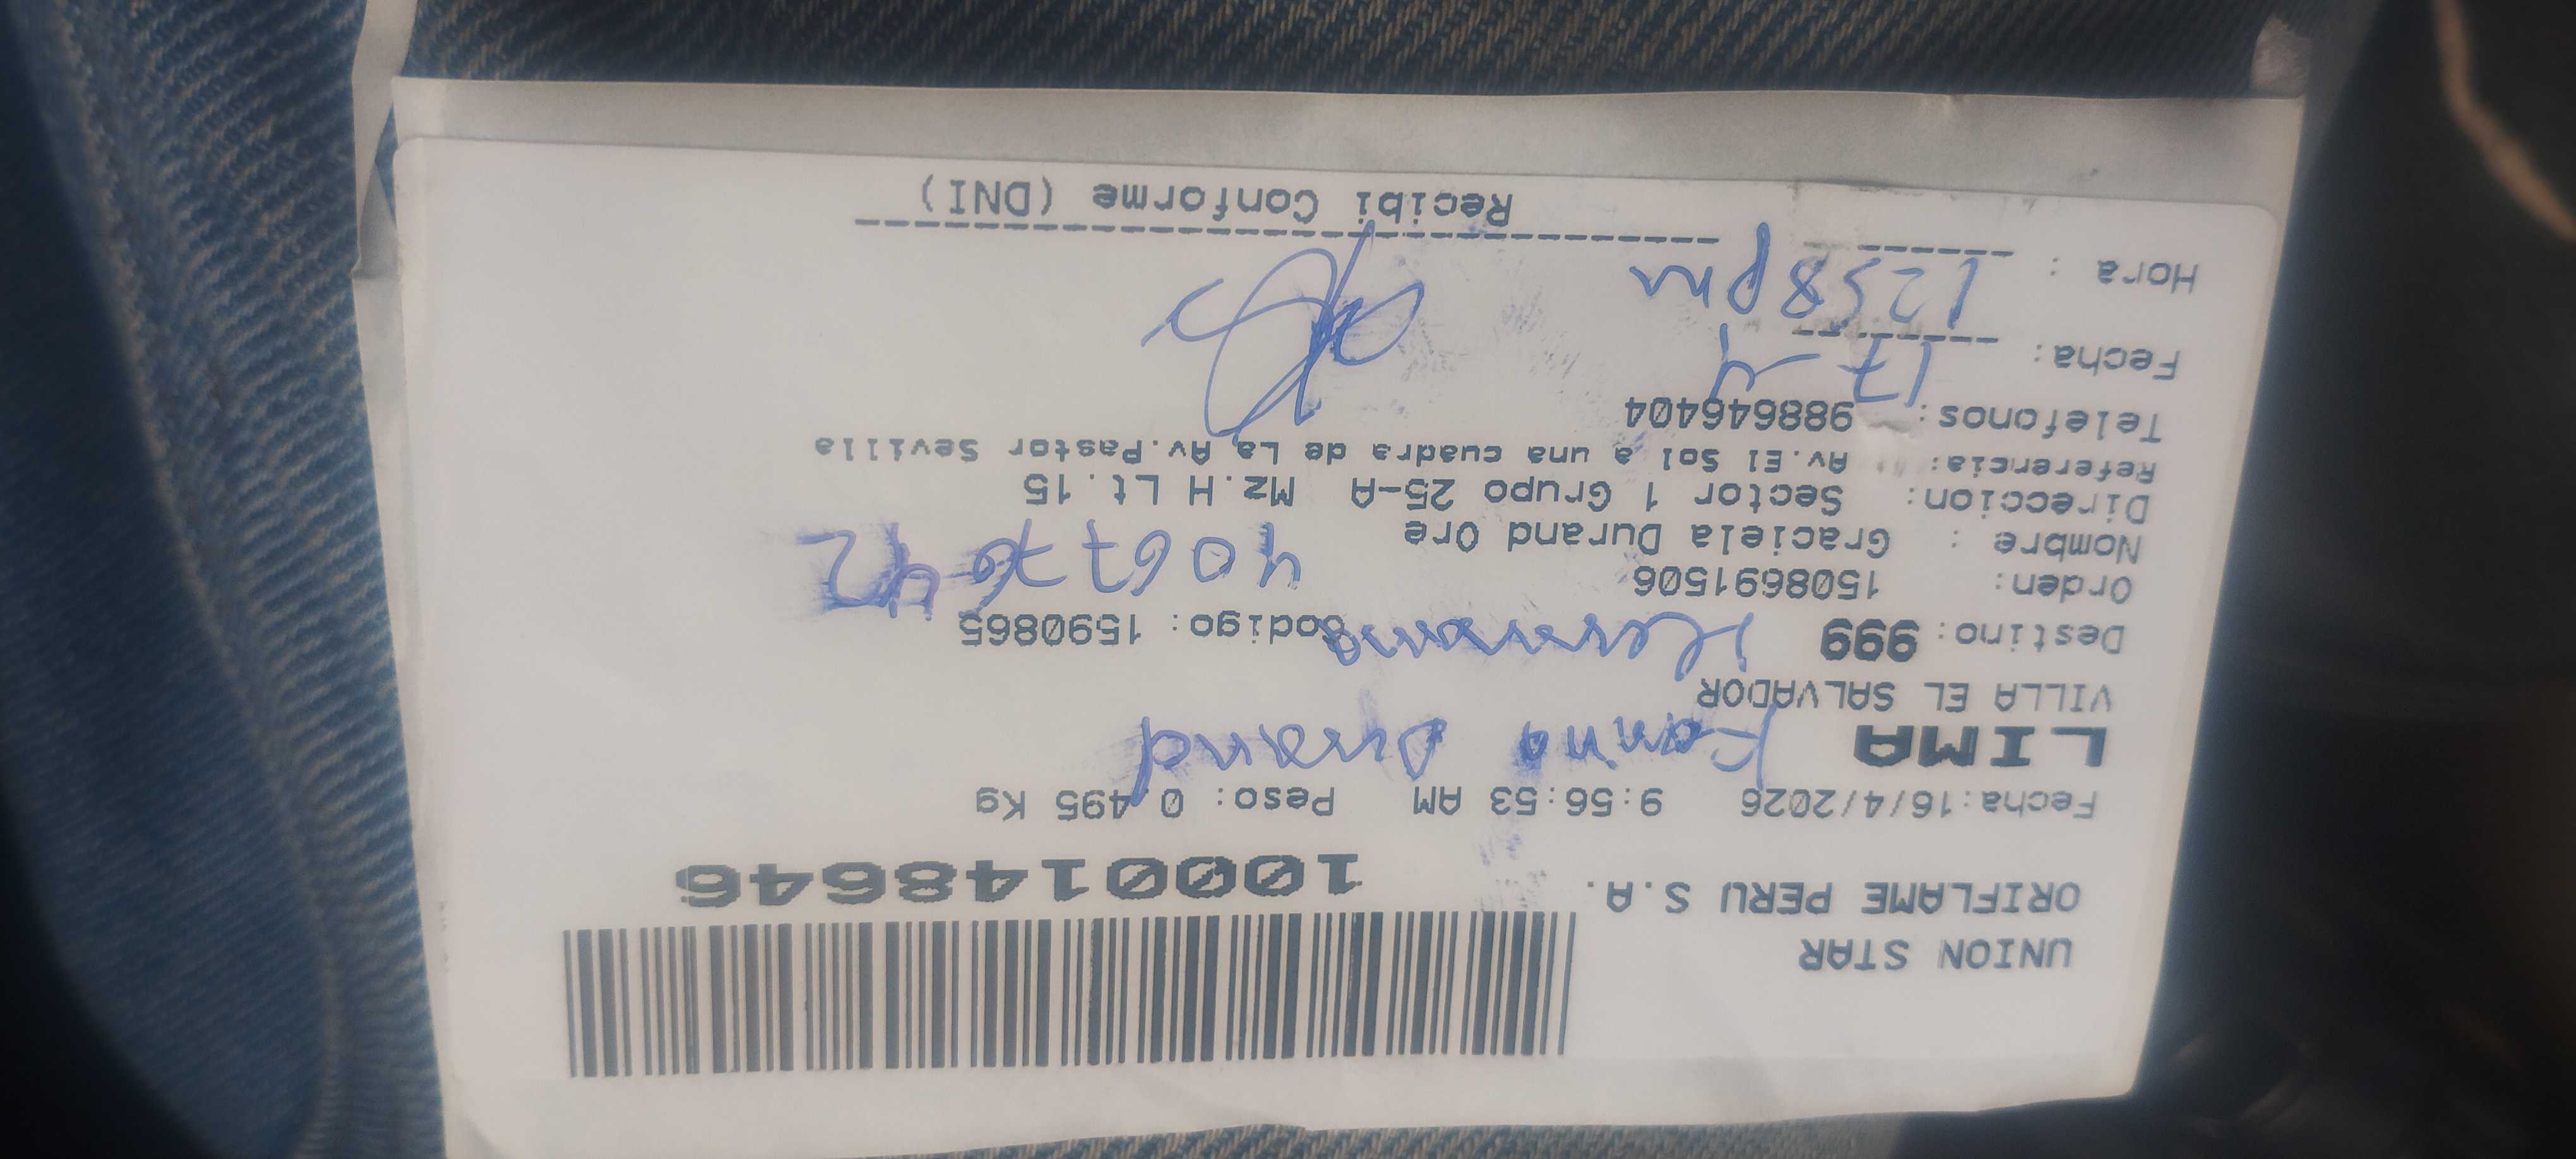 UNION STAR
ORIFLAME PERU S.A.
1000148646
Fecha:16/4/2026 9:56:53 AM Peso: 0.495 Kg
Durand
LIMA
VILLA EL SALVADOR
Hermana
Destino: 999 Codigo: 1590865
Orden: 1508691506
40676442
Nombre : Graciela Durand Ore
Direccion: Sector 1 Grupo 25-A Mz.H Lt.15
Referencia: Av.El Sol a una cuadra de La Av.Pastor Sevilla
Telefonos: 988646404
Fecha: 17-4
Hora : 1258pm
Recibi Conforme (DNI)